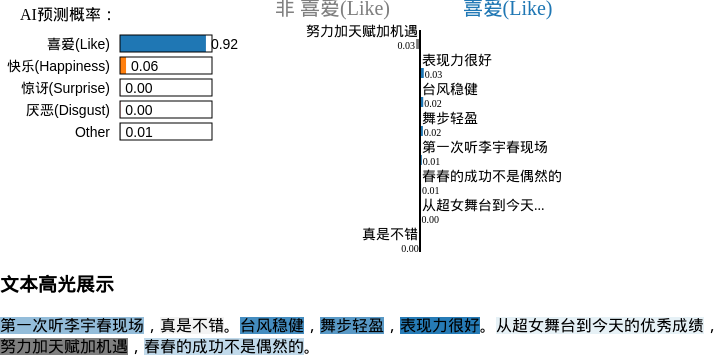 AI预测概率：
喜爱(Like) 0.92
快乐(Happiness) 0.06
惊讶(Surprise) 0.00
厌恶(Disgust) 0.00
Other 0.01
非 喜爱(Like) 喜爱(Like)
努力加天赋加机遇
0.03
表现力很好
0.03
台风稳健
0.02
舞步轻盈
0.02
第一次听李宇春现场
0.01
春春的成功不是偶然的
0.01
从超女舞台到今天...
0.00
真是不错
0.00
文本高光展示
第一次听李宇春现场，真是不错。台风稳健，舞步轻盈，表现力很好。从超女舞台到今天的优秀成绩，
努力加天赋加机遇，春春的成功不是偶然的。